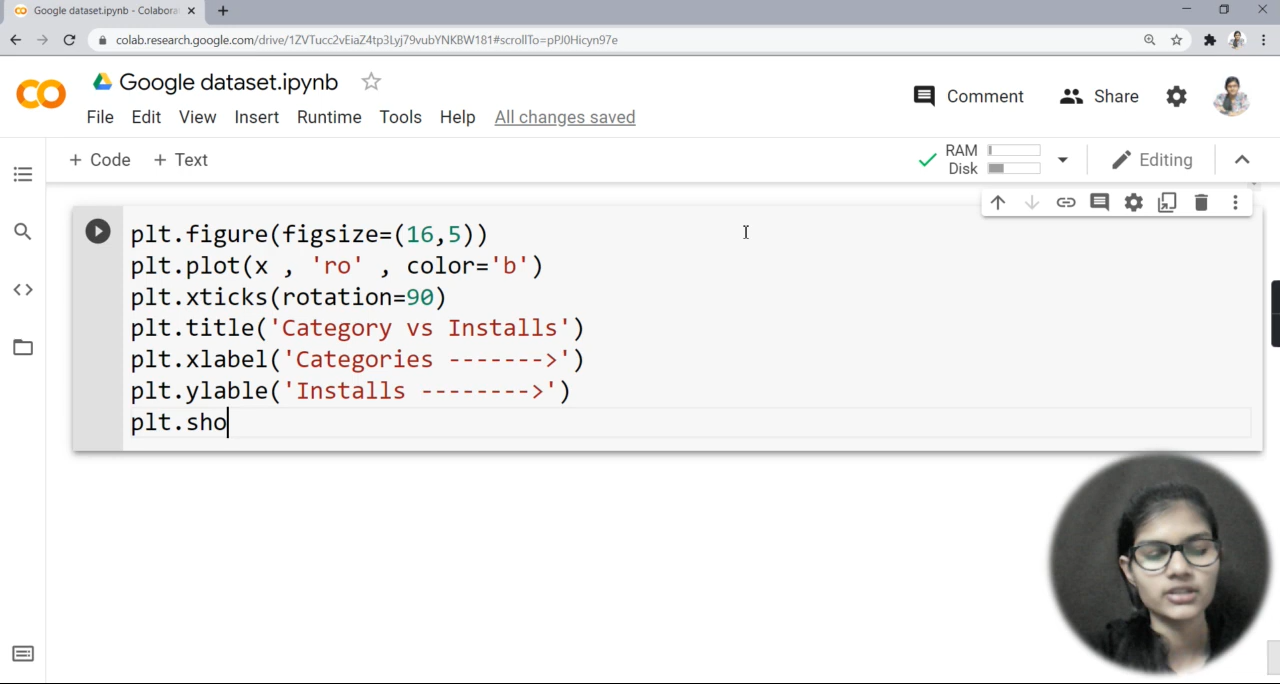 Google dataset.ipynb - Colabora
colab.research.google.com/drive/1ZVTucc2vEiaZ4tp3Lyj79vubYNKBW181#scrollTo=pPJ0Hicyn97e
Google dataset.ipynb
Comment
Share
File Edit View Insert Runtime Tools Help All changes saved
+ Code + Text
RAM
Disk
Editing
plt.figure(figsize=(16,5))
plt.plot(x , 'ro' , color='b')
plt.xticks(rotation=90)
plt.title('Category vs Installs')
plt.xlabel('Categories ------->')
plt.ylable('Installs -------->')
plt.sho